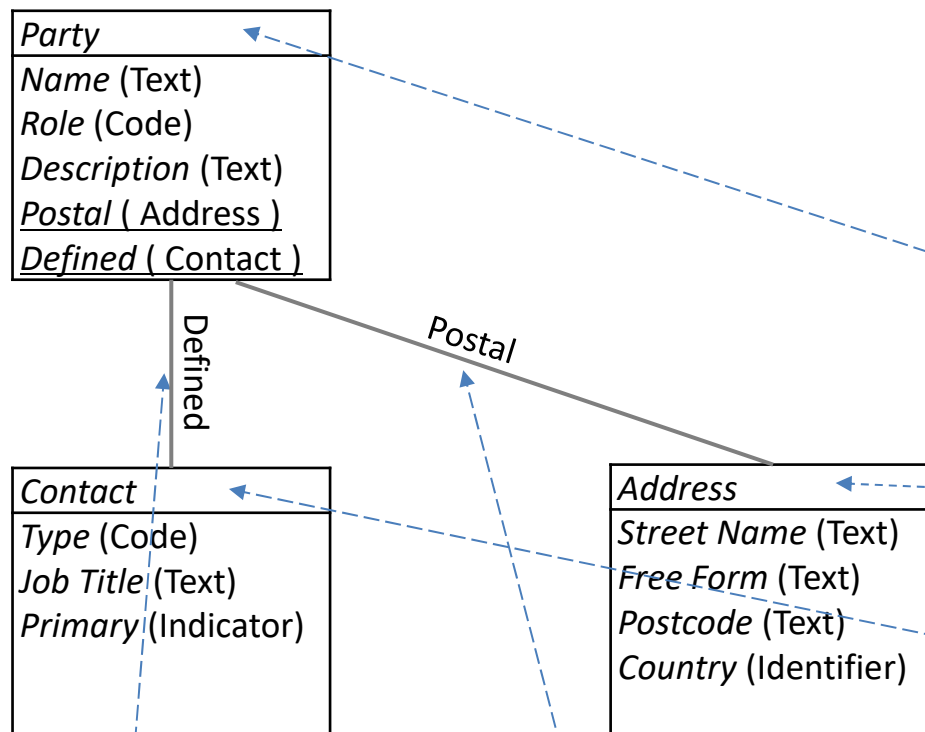 Party
Name (Text)
Role (Code)
Description (Text)
Postal ( Address )
Defined ( Contact )
Defined
Postal
Contact
Type (Code)
Job Title (Text)
Primary (Indicator)
Address
Street Name (Text)
Free Form (Text)
Postcode (Text)
Country (Identifier)